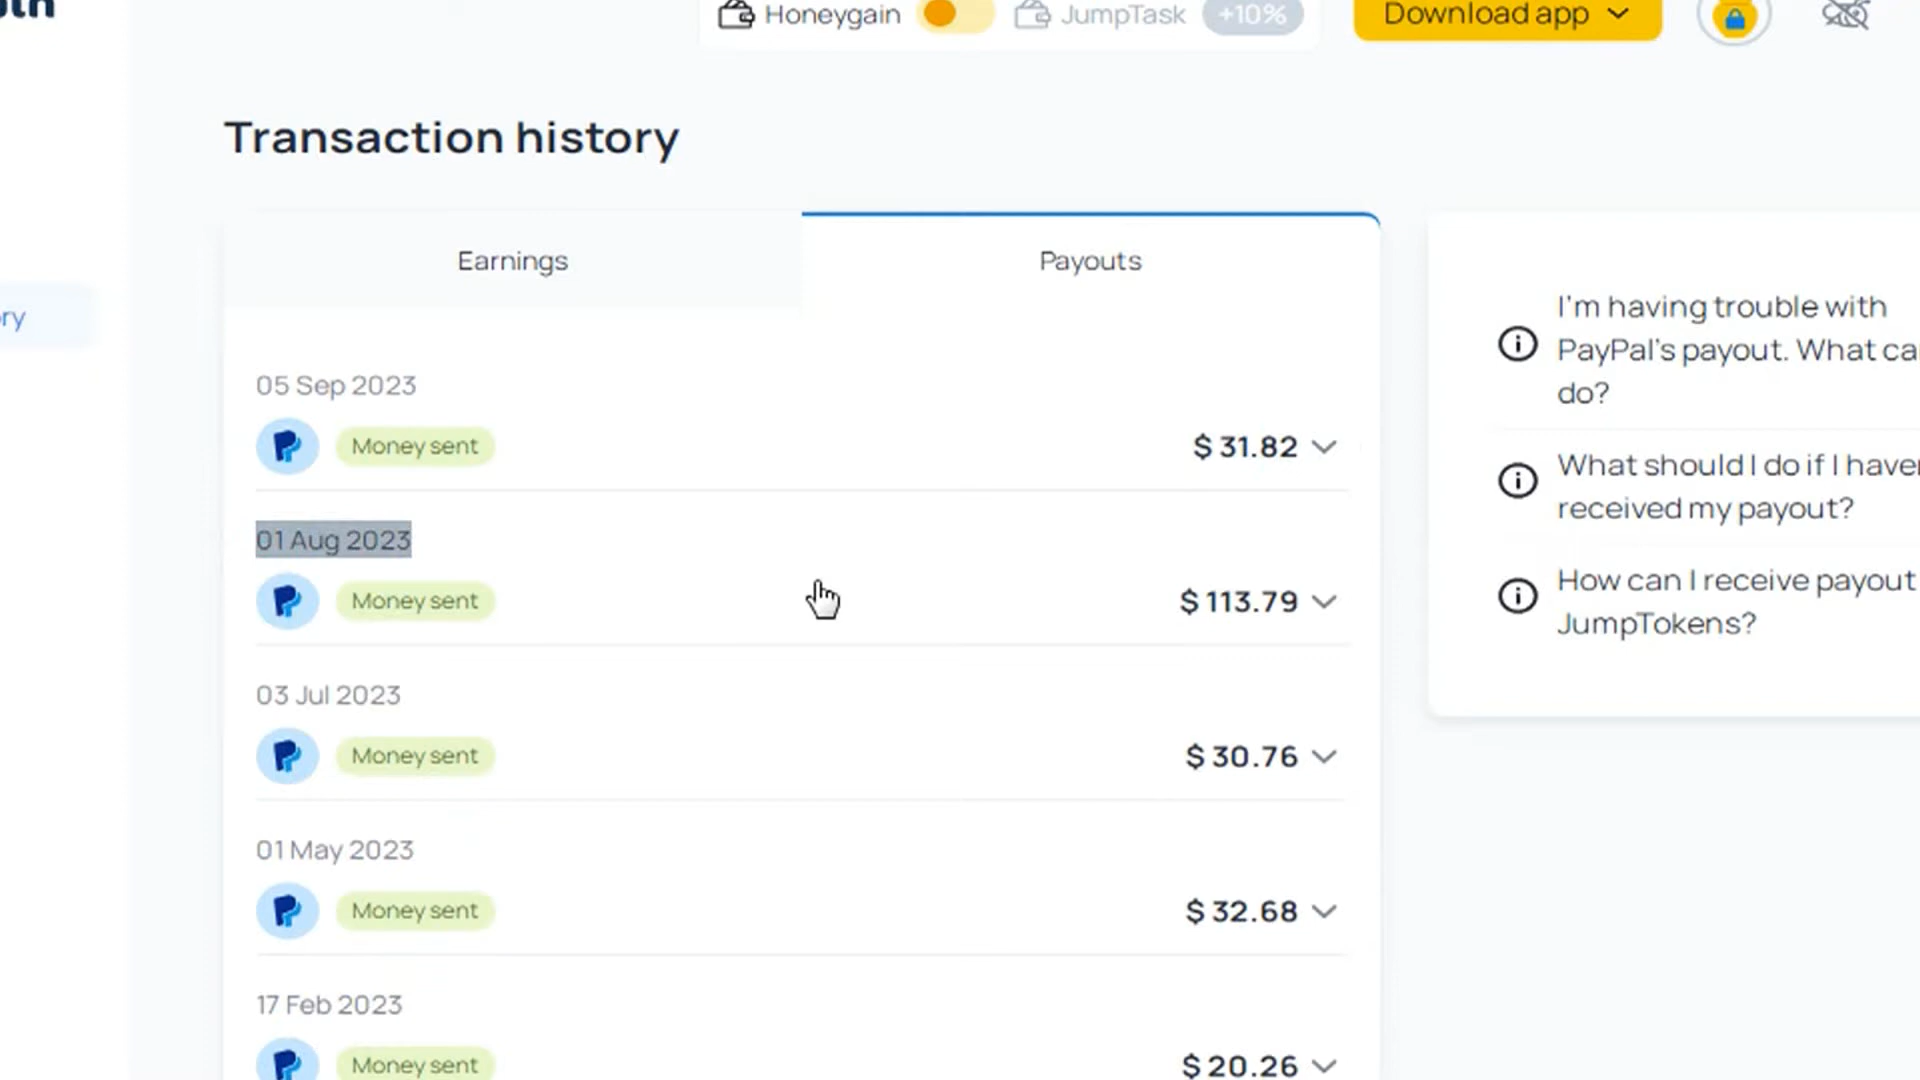 Honeygain
JumpTask
+10%
Download app
Transaction history
Earnings
Payouts
05 Sep 2023
Money sent
$ 31.82
01 Aug 2023
Money sent
$ 113.79
03 Jul 2023
Money sent
$ 30.76
01 May 2023
Money sent
$ 32.68
17 Feb 2023
Money sent
$ 20.26
I'm having trouble with
PayPal's payout. What
do?
What should I do if I
received my payout?
How can I receive payout
JumpTokens?